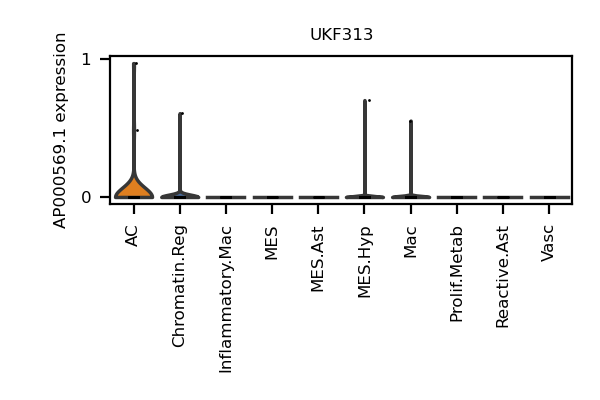 UKF313
AP000569.1 expression
1
0
AC
Chromatin.Reg
Inflammatory.Mac
MES
MES.Ast
MES.Hyp
Mac
Prolif.Metab
Reactive.Ast
Vasc